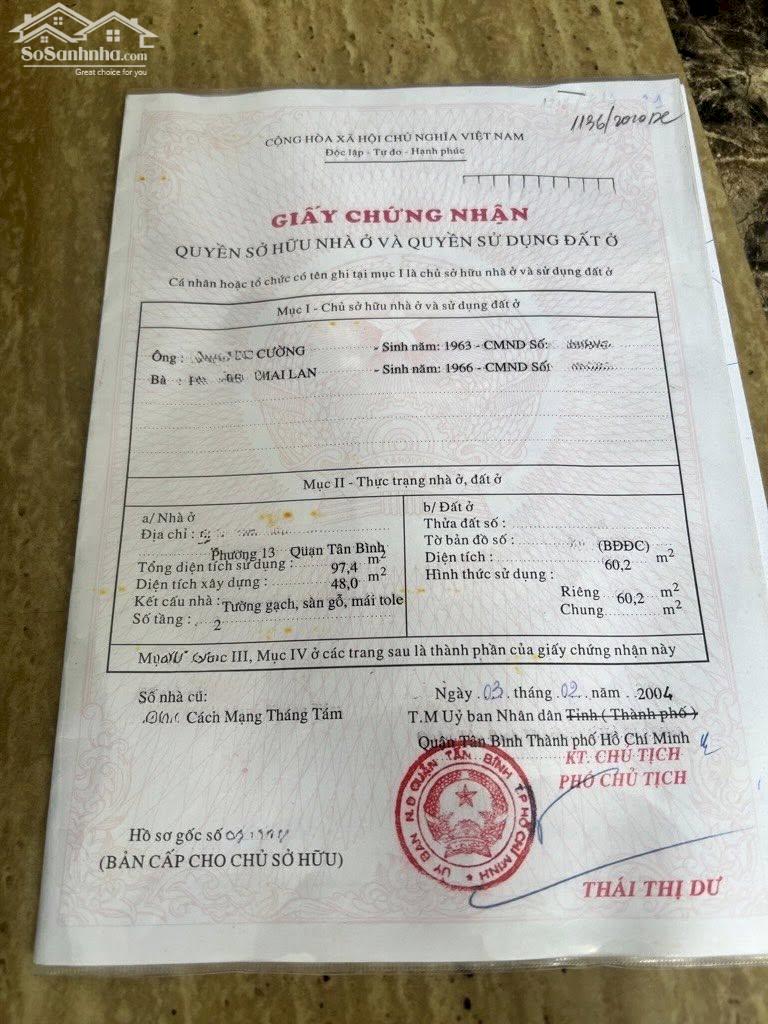 SoSanhnha.com
Great choice for you
1136/2010
CỘNG HÒA XÃ HỘI CHỦ NGHĨA VIỆT NAM
Độc lập - Tự do - Hạnh phúc
GIẤY CHỨNG NHẬN
QUYỀN SỞ HỮU NHÀ Ở VÀ QUYỀN SỬ DỤNG ĐẤT Ở
Cá nhân hoặc tổ chức có tên ghi tại mục I là chủ sở hữu nhà ở và sử dụng đất ở
Mục I - Chủ sở hữu nhà ở và sử dụng đất ở
Ông : CƯỜNG - Sinh năm: 1963 - CMND Số:
Bà : MAI LAN - Sinh năm: 1966 - CMND Số:
Mục II - Thực trạng nhà ở, đất ở
a/ Nhà ở
Địa chỉ :
Phường 13 Quận Tân Bình
Tổng diện tích sử dụng : 97,4 m2
Diện tích xây dựng : 48,0 m2
Kết cấu nhà : Tường gạch, sàn gỗ, mái tole
Số tầng : 2
b/ Đất ở
Thửa đất số :
Tờ bản đồ số : (BĐĐC)
Diện tích : 60,2 m2
Hình thức sử dụng :
Riêng 60,2 m2
Chung m2
III, Mục IV ở các trang sau là thành phần của giấy chứng nhận này
Số nhà cũ:
Cách Mạng Tháng Tám
Ngày 03 tháng 02 năm 2004
T.M Uỷ ban Nhân dân Tỉnh ( Thành phố )
Quận Tân Bình Thành phố Hồ Chí Minh
KT. CHỦ TỊCH
PHÓ CHỦ TỊCH
ỦY BAN N.D QUẬN TÂN BÌNH T.P HỒ CHÍ MINH
Hồ sơ gốc số
(BẢN CẤP CHO CHỦ SỞ HỮU)
THÁI THỊ DƯ